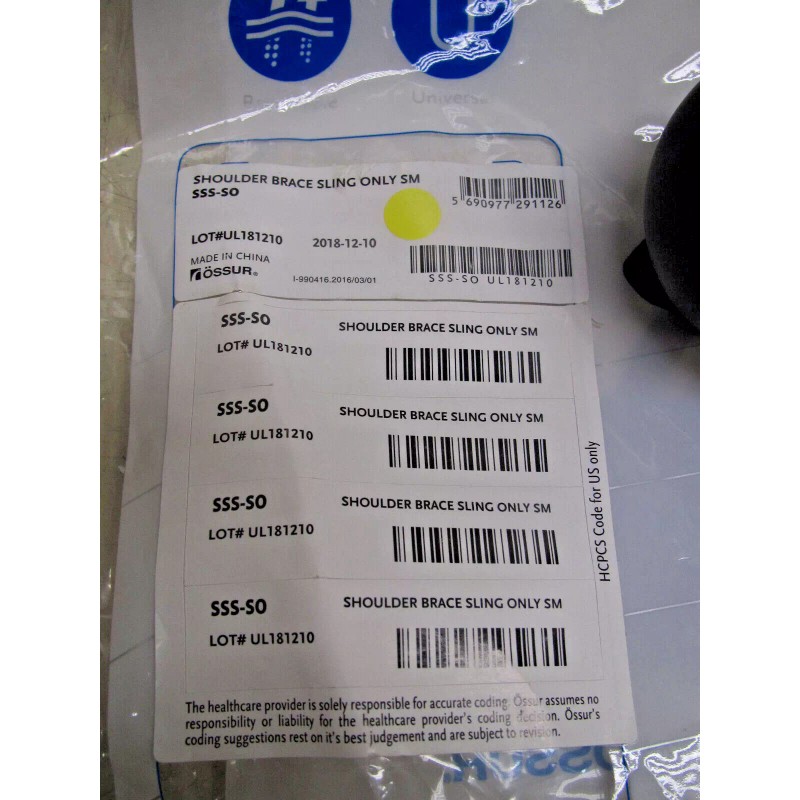 Univers
SHOULDER BRACE SLING ONLY SM
SSS-SO
5 690977 291126
LOT#UL181210 2018-12-10
MADE IN CHINA
ÖSSUR®
I-990416.2016/03/01
SSS-SO UL181210
SSS-SO SHOULDER BRACE SLING ONLY SM
LOT# UL181210
SSS-SO SHOULDER BRACE SLING ONLY SM
LOT# UL181210
SSS-SO SHOULDER BRACE SLING ONLY SM
LOT# UL181210
SSS-SO SHOULDER BRACE SLING ONLY SM
LOT# UL181210
HCPCS Code for US only
The healthcare provider is solely responsible for accurate coding. Össur assumes no
responsibility or liability for the healthcare provider's coding decision. Össur's
coding suggestions rest on it's best judgement and are subject to revision.
ÖSSUR.